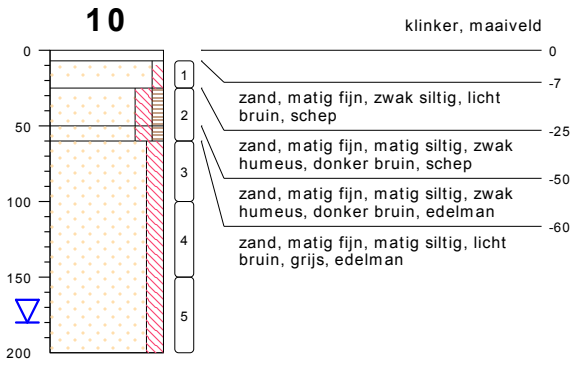 10
klinker, maaiveld
0
0
-7
1
zand, matig fijn, zwak siltig, licht
bruin, schep
-25
2
50
zand, matig fijn, matig siltig, zwak
humeus, donker bruin, schep
-50
3
zand, matig fijn, matig siltig, zwak
humeus, donker bruin, edelman
100
-60
4
zand, matig fijn, matig siltig, licht
bruin, grijs, edelman
150
5
200